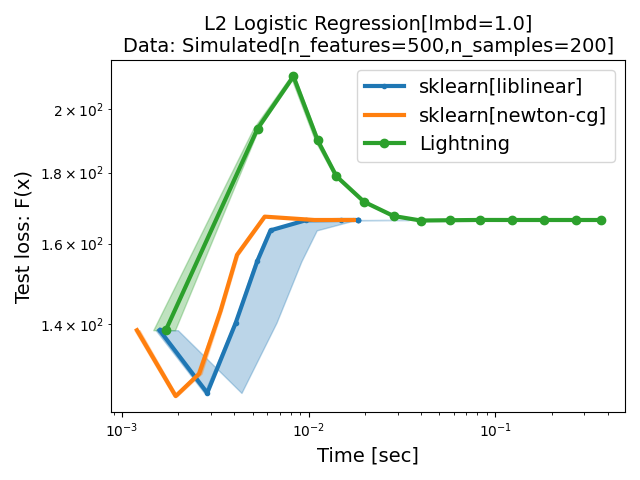 L2 Logistic Regression[lmbd=1.0]
Data: Simulated[n_features=500,n_samples=200]
sklearn[liblinear]
sklearn[newton-cg]
Lightning
Test loss: F(x)
2 × 10²
1.8 × 10²
1.6 × 10²
1.4 × 10²
10⁻³
10⁻²
10⁻¹
Time [sec]